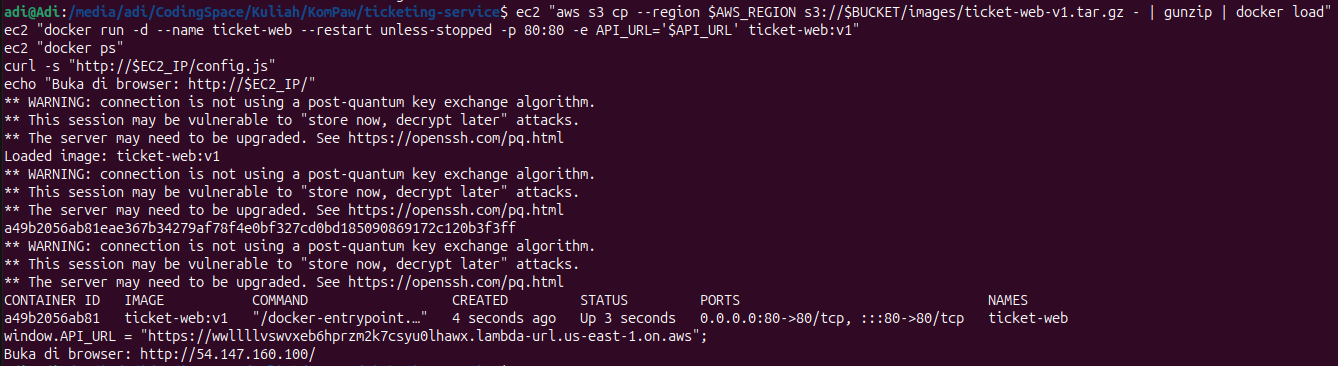 adi@Adi:/media/adi/CodingSpace/Kuliah/KomPaw/ticketing-service$ ec2 "aws s3 cp --region $AWS_REGION s3://$BUCKET/images/ticket-web-v1.tar.gz - | gunzip | docker load"
ec2 "docker run -d --name ticket-web --restart unless-stopped -p 80:80 -e API_URL='$API_URL' ticket-web:v1"
ec2 "docker ps"
curl -s "http://$EC2_IP/config.js"
echo "Buka di browser: http://$EC2_IP/"
** WARNING: connection is not using a post-quantum key exchange algorithm.
** This session may be vulnerable to "store now, decrypt later" attacks.
** The server may need to be upgraded. See https://openssh.com/pq.html
Loaded image: ticket-web:v1
** WARNING: connection is not using a post-quantum key exchange algorithm.
** This session may be vulnerable to "store now, decrypt later" attacks.
** The server may need to be upgraded. See https://openssh.com/pq.html
a49b2056ab81eae367b34279af78f4e0bf327cd0bd185090869172c120b3f3ff
** WARNING: connection is not using a post-quantum key exchange algorithm.
** This session may be vulnerable to "store now, decrypt later" attacks.
** The server may need to be upgraded. See https://openssh.com/pq.html
CONTAINER ID   IMAGE           COMMAND                  CREATED         STATUS         PORTS                               NAMES
a49b2056ab81   ticket-web:v1   "/docker-entrypoint.…"   4 seconds ago   Up 3 seconds   0.0.0.0:80->80/tcp, :::80->80/tcp   ticket-web
window.API_URL = "https://wwllllvswvxeb6hprzm2k7csyu0lhawx.lambda-url.us-east-1.on.aws";
Buka di browser: http://54.147.160.100/